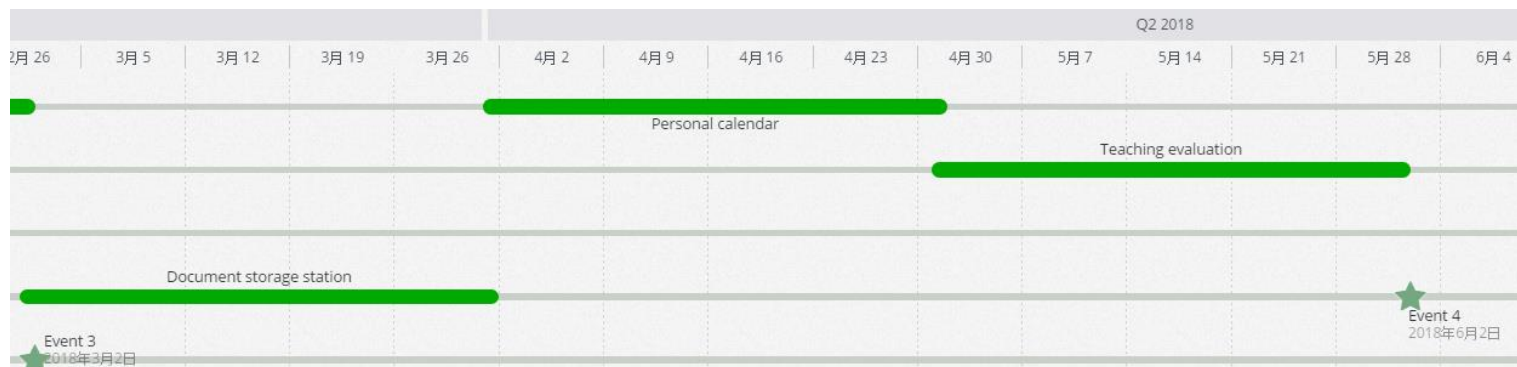 Q2 2018
2月 26
3月 5
3月 12
3月 19
3月 26
4月 2
4月 9
4月 16
4月 23
4月 30
5月 7
5月 14
5月 21
5月 28
6月 4
Personal calendar
Teaching evaluation
Document storage station
Event 4
2018年6月2日
Event 3
2018年3月2日